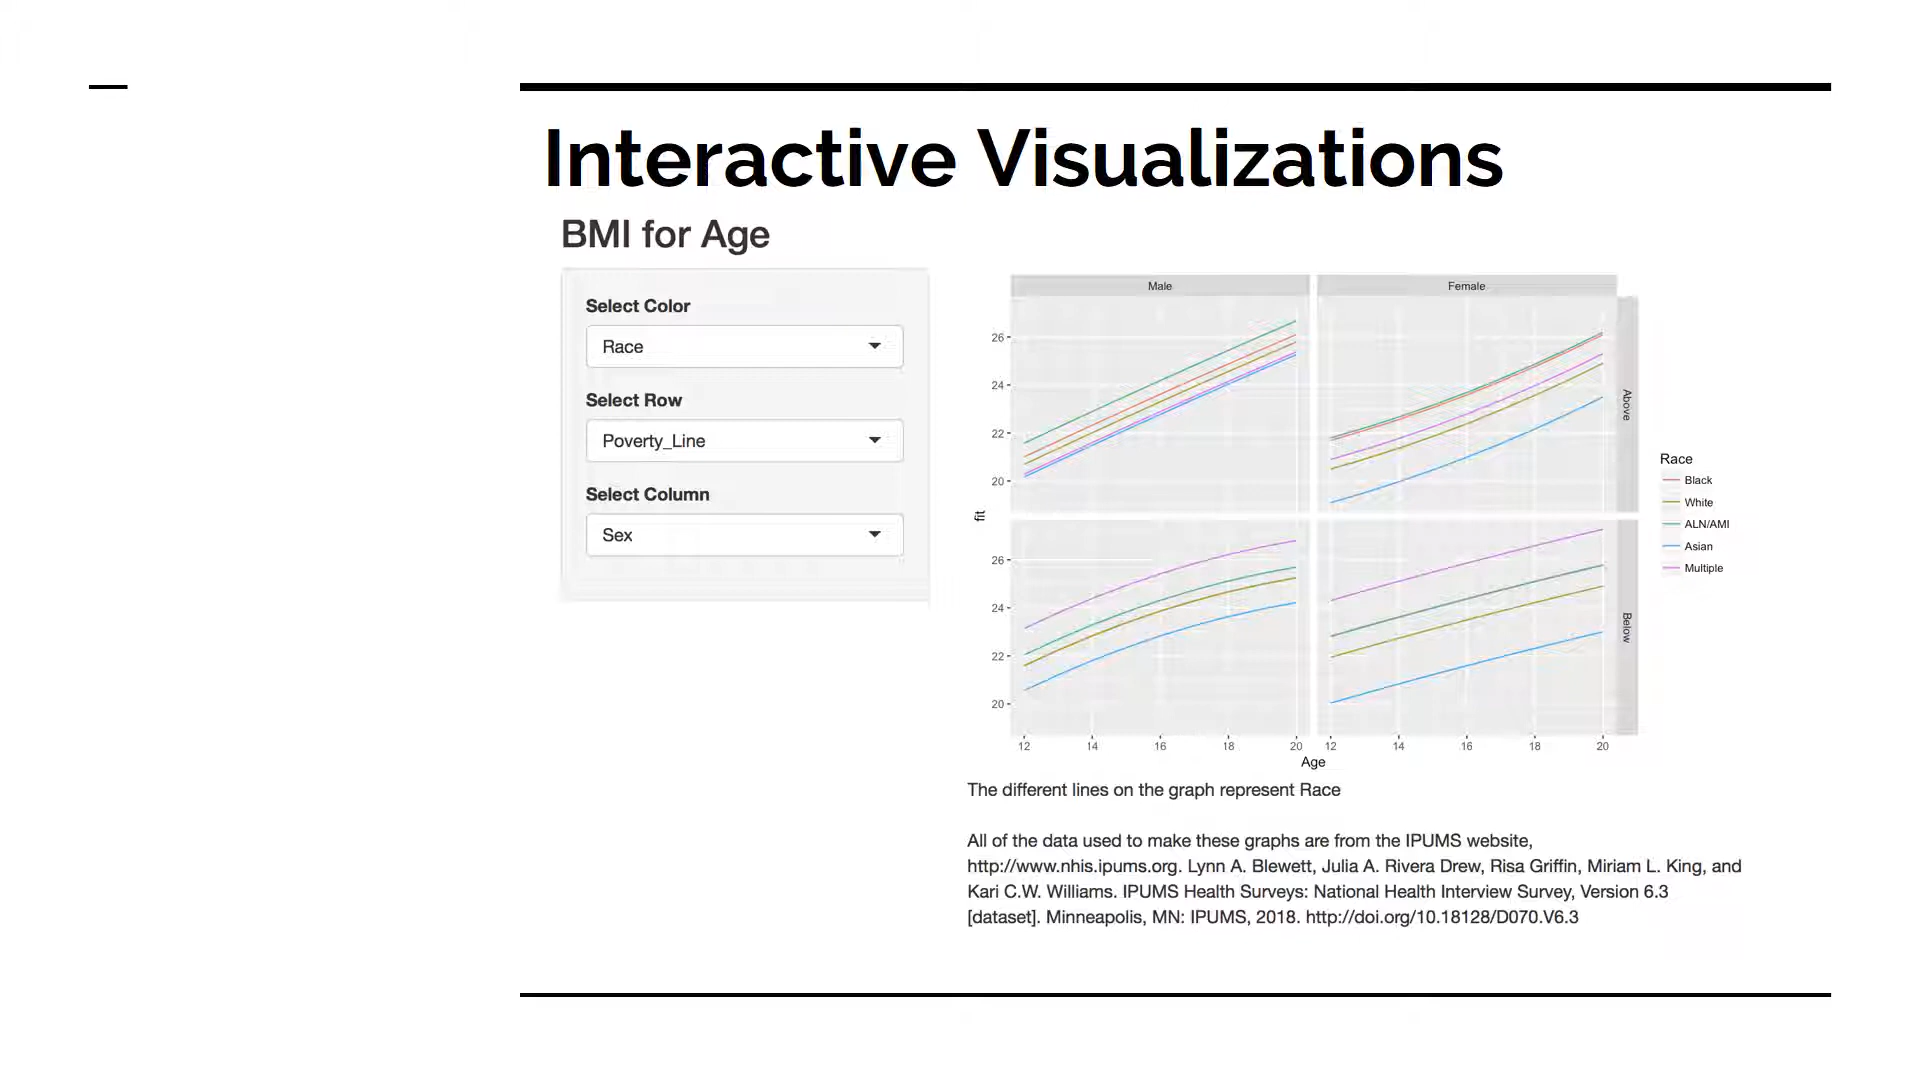 Interactive Visualizations
BMI for Age
Select Color
Race
Select Row
Poverty_Line
Select Column
Sex
Male
Female
26
24
22
20
Above
fit
26
24
22
20
Below
12
14
16
18
20
12
14
16
18
20
Age
Race
Black
White
ALN/AMI
Asian
Multiple
The different lines on the graph represent Race
All of the data used to make these graphs are from the IPUMS website,
http://www.nhis.ipums.org. Lynn A. Blewett, Julia A. Rivera Drew, Risa Griffin, Miriam L. King, and
Kari C.W. Williams. IPUMS Health Surveys: National Health Interview Survey, Version 6.3
[dataset]. Minneapolis, MN: IPUMS, 2018. http://doi.org/10.18128/D070.V6.3